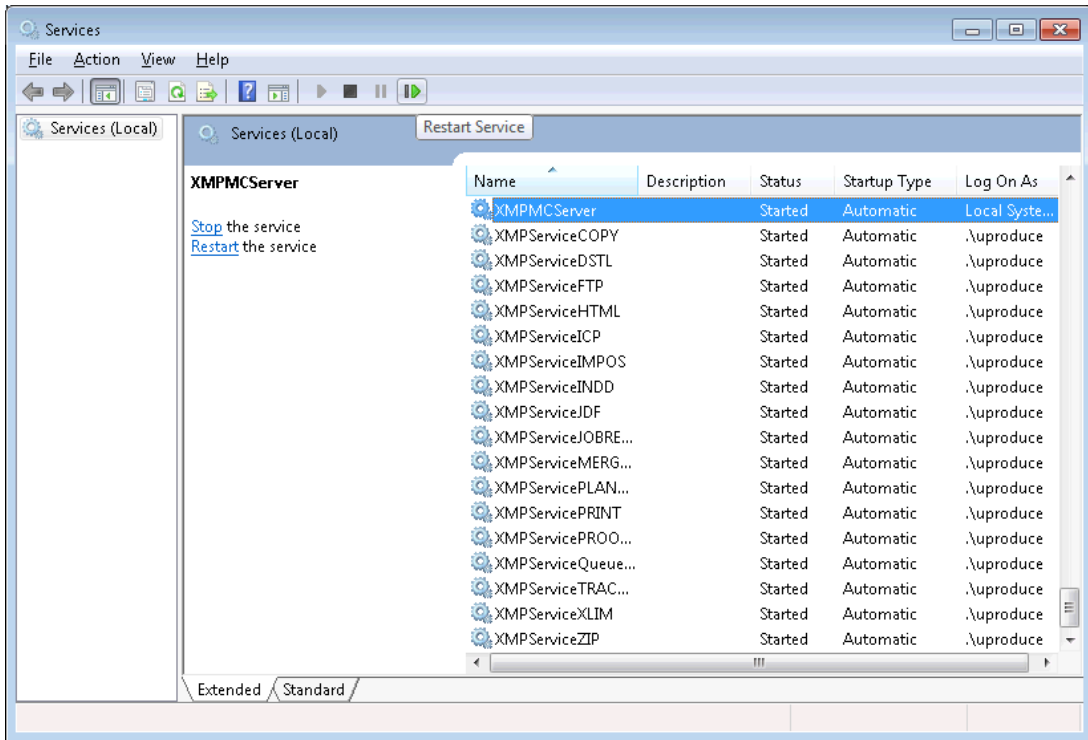 Services
File Action View Help
Restart Service
Services (Local)
Services (Local)
XMPMCServer
Stop the service
Restart the service
Name Description Status Startup Type Log On As
XMPMCServer Started Automatic Local Syste...
XMPServiceCOPY Started Automatic .\uproduce
XMPServiceDSTL Started Automatic .\uproduce
XMPServiceFTP Started Automatic .\uproduce
XMPServiceHTML Started Automatic .\uproduce
XMPServiceICP Started Automatic .\uproduce
XMPServiceIMPOS Started Automatic .\uproduce
XMPServiceINDD Started Automatic .\uproduce
XMPServiceJDF Started Automatic .\uproduce
XMPServiceJOBRE... Started Automatic .\uproduce
XMPServiceMERG... Started Automatic .\uproduce
XMPServicePLAN... Started Automatic .\uproduce
XMPServicePRINT Started Automatic .\uproduce
XMPServicePROO... Started Automatic .\uproduce
XMPServiceQueue... Started Automatic .\uproduce
XMPServiceTRAC... Started Automatic .\uproduce
XMPServiceXLIM Started Automatic .\uproduce
XMPServiceZIP Started Automatic .\uproduce
Extended Standard